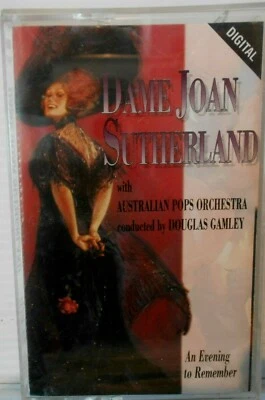 DIGITAL
DAME JOAN
SUTHERLAND
with
AUSTRALIAN POPS ORCHESTRA
conducted by DOUGLAS GAMLEY
An Evening
to Remember